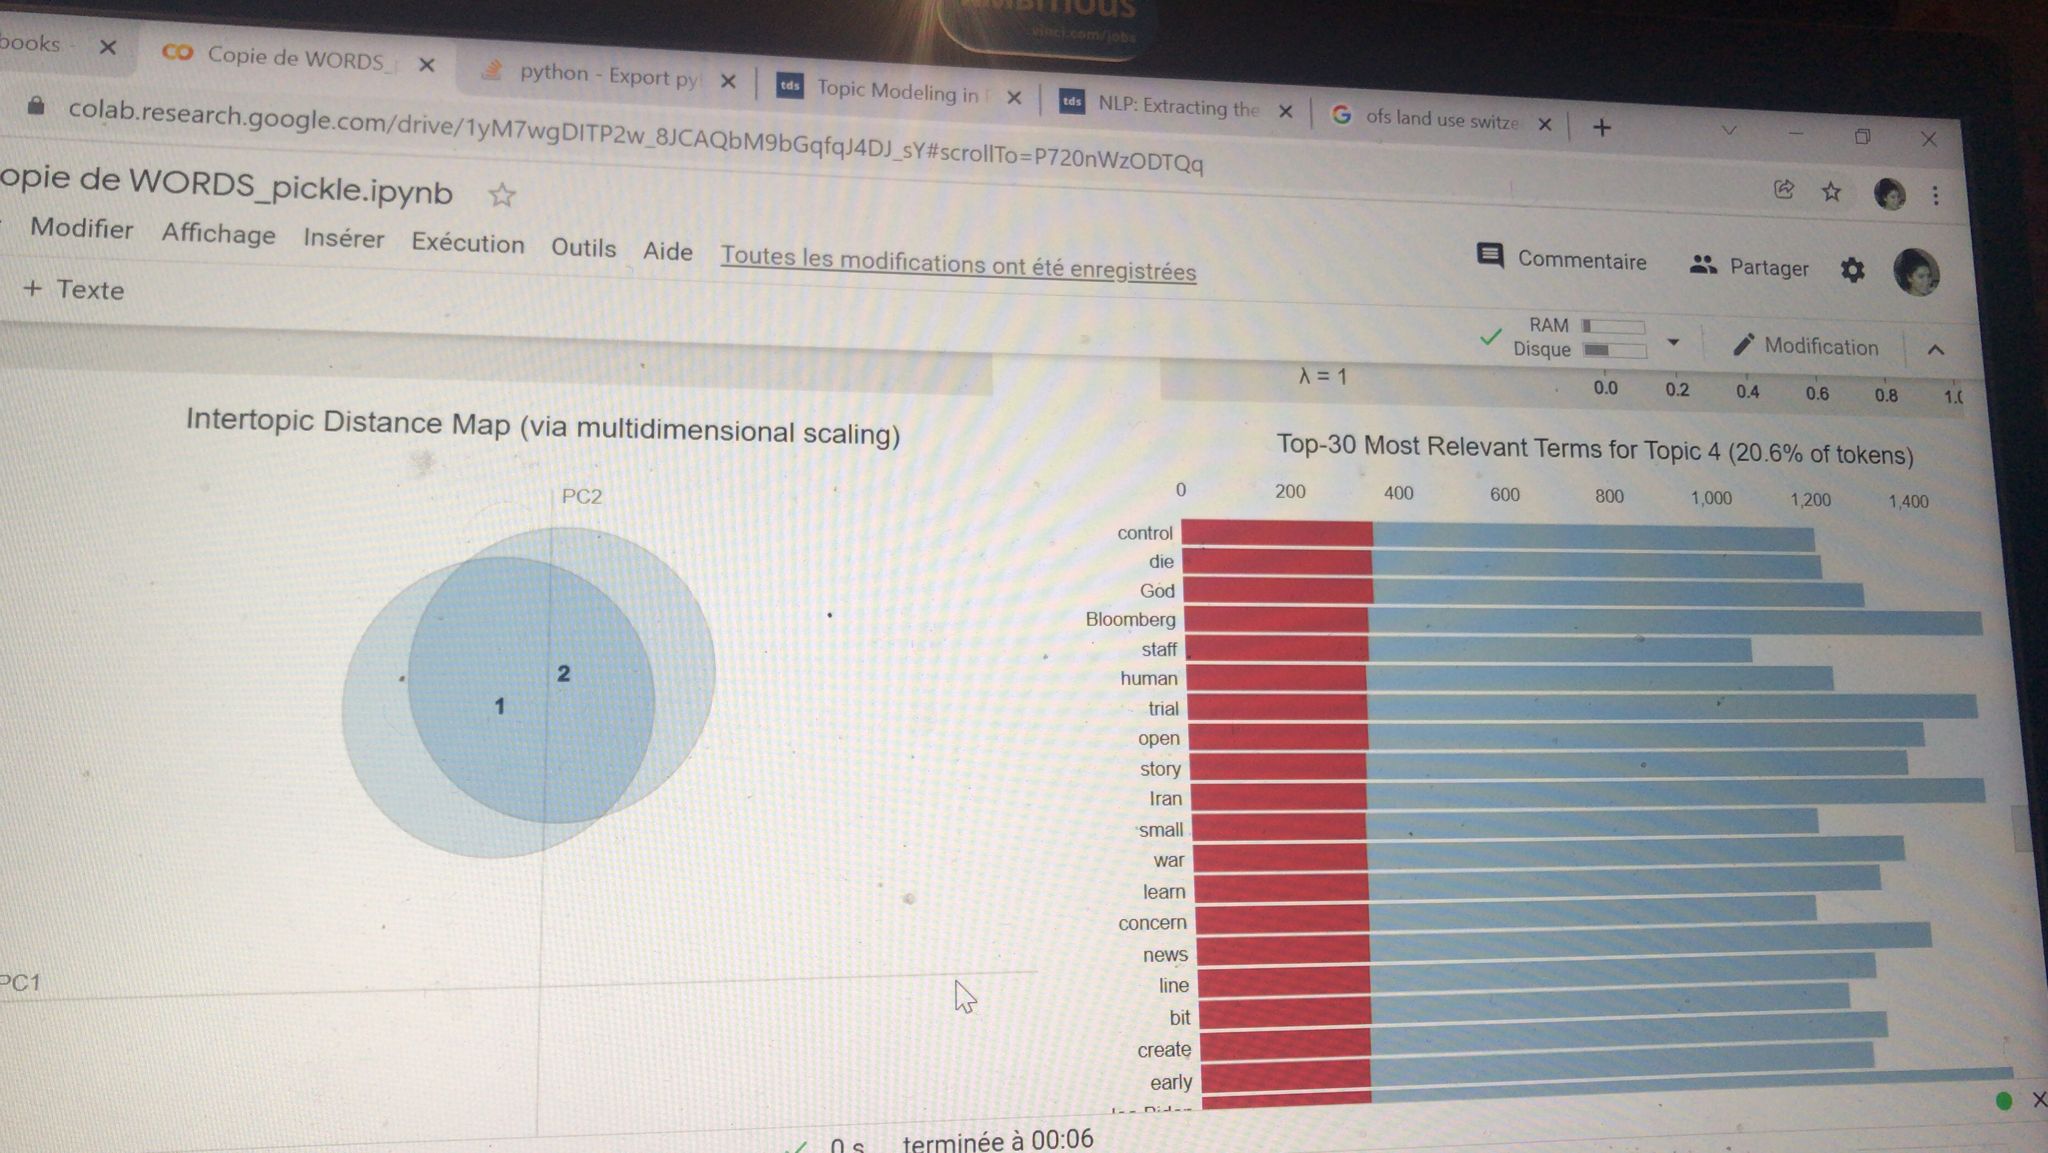 vinci.com/jobs
books - Copie de WORDS_ python - Export py Topic Modeling in NLP: Extracting the ofs land use switze
colab.research.google.com/drive/1yM7wgDITP2w_8JCAQbM9bGqfqJ4DJ_sY#scrollTo=P720nWzODTQq
opie de WORDS_pickle.ipynb
Modifier Affichage Insérer Exécution Outils Aide Toutes les modifications ont été enregistrées
Commentaire Partager
+ Texte
RAM
Disque
Modification
λ = 1
0.0 0.2 0.4 0.6 0.8
Intertopic Distance Map (via multidimensional scaling)
PC2
2
1
PC1
Top-30 Most Relevant Terms for Topic 4 (20.6% of tokens)
0 200 400 600 800 1,000 1,200 1,400
control
die
God
Bloomberg
staff
human
trial
open
story
Iran
small
war
learn
concern
news
line
bit
create
early
0 s terminée à 00:06